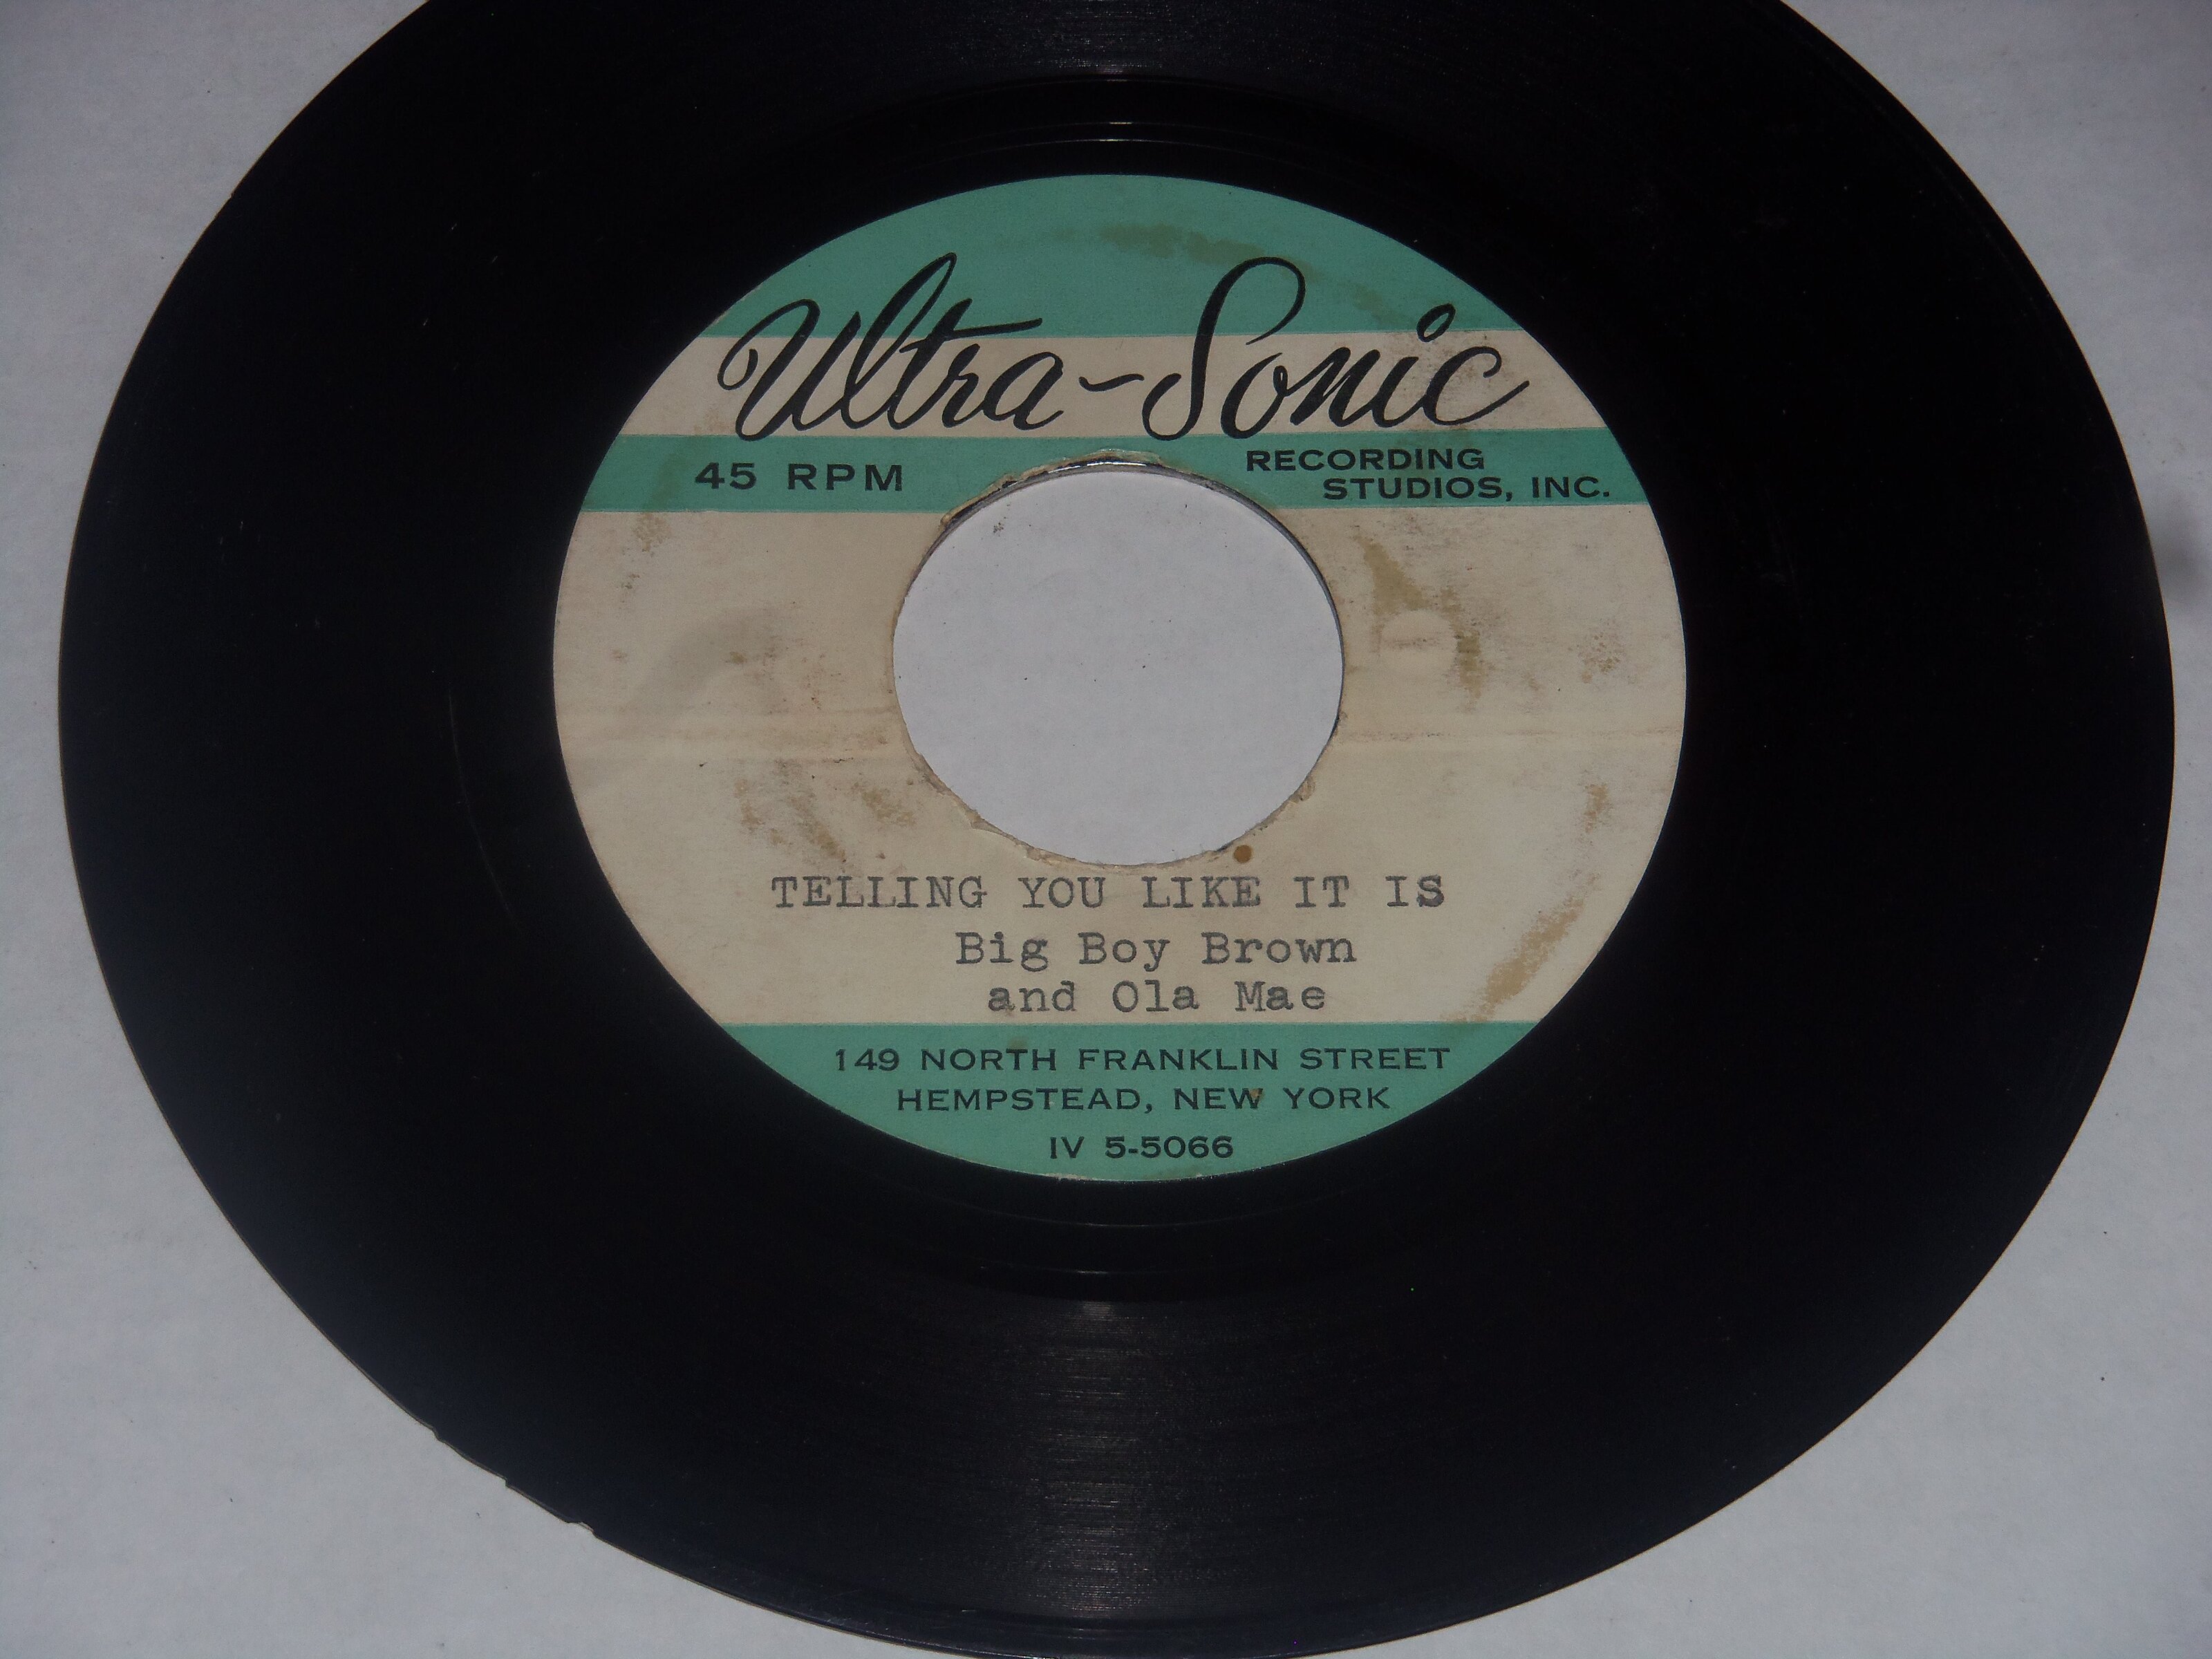 Ultra-Sonic
45 RPM
RECORDING
STUDIOS, INC.
TELLING YOU LIKE IT IS
Big Boy Brown
and Ola Mae
149 NORTH FRANKLIN STREET
HEMPSTEAD, NEW YORK
IV 5-5066